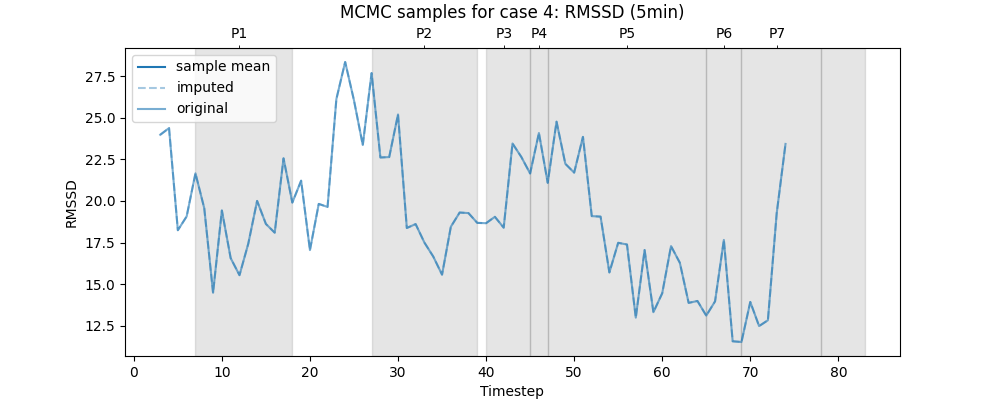 MCMC samples for case 4: RMSSD (5min)
P1 P2 P3 P4 P5 P6 P7
sample mean
imputed
original
27.5
25.0
22.5
20.0
17.5
15.0
12.5
RMSSD
0 10 20 30 40 50 60 70 80
Timestep